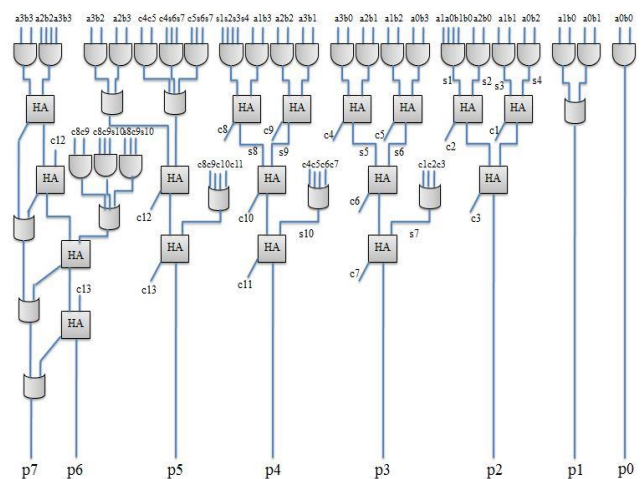 a3b3 a2b2a3b3 a3b2 a2b3 c4c5 c4s6s7 c5s6s7 s1s2s3s4 a1b3 a2b2 a3b1 a3b0 a2b1 a1b2 a0b3 a1a0b1b0 a2b0 a1b1 a0b2 a1b0 a0b1 a0b0
s1 s2 s3 s4
HA HA HA HA HA HA HA
c12 c8c9 c8c9s10 s8c9s10 c8 c9 c4 c5 c2 c1
s8 s9 s5 s6
HA HA HA HA HA
c8c9c10c11 c4c5c6c7 c1c2c3
c12 c10 c6 c3
s10 s7
HA HA HA HA
c13 c13 c11 c7
HA
p7 p6 p5 p4 p3 p2 p1 p0